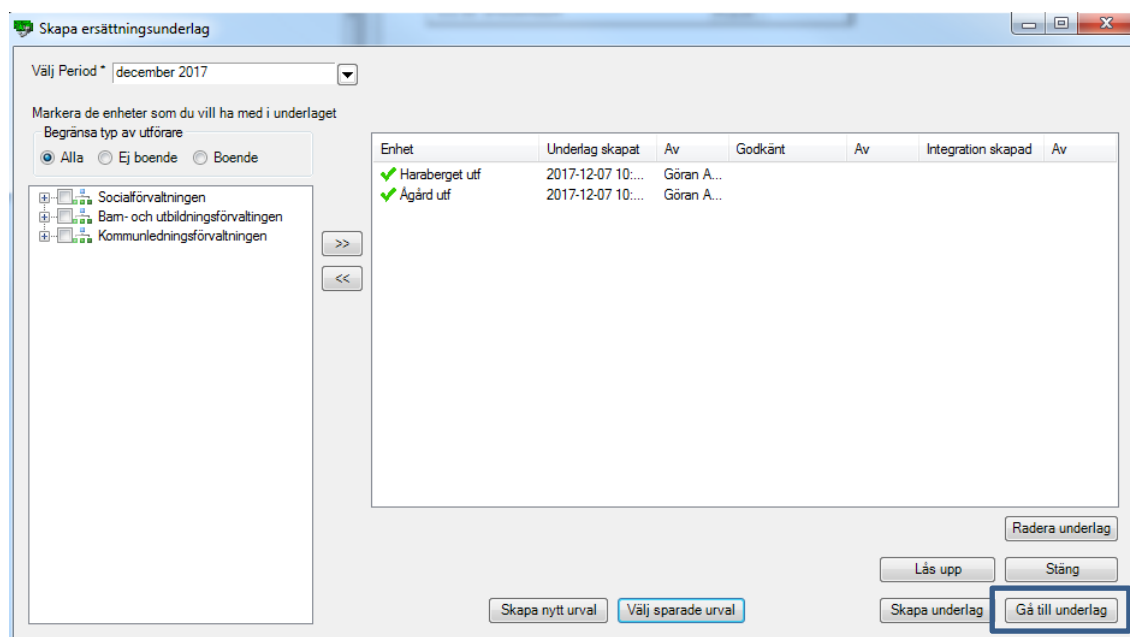 Skapa ersättningsunderlag
Välj Period * december 2017
Markera de enheter som du vill ha med i underlaget
Begränsa typ av utförare
Alla Ej boende Boende
Socialförvaltningen
Barn- och utbildningsförvaltingen
Kommunledningsförvaltningen
>>
<<
Enhet Underlag skapat Av Godkänt Av Integration skapad Av
Haraberget utf 2017-12-07 10:... Göran A...
Ågård utf 2017-12-07 10:... Göran A...
Radera underlag
Lås upp Stäng
Skapa nytt urval Välj sparade urval Skapa underlag Gå till underlag